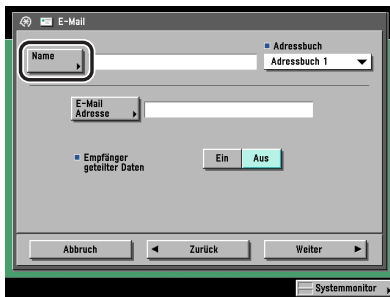 E-Mail
Name
Adressbuch
Adressbuch 1
E-Mail
Adresse
Empfänger
geteilter Daten
Ein
Aus
Abbruch
Zurück
Weiter
Systemmonitor